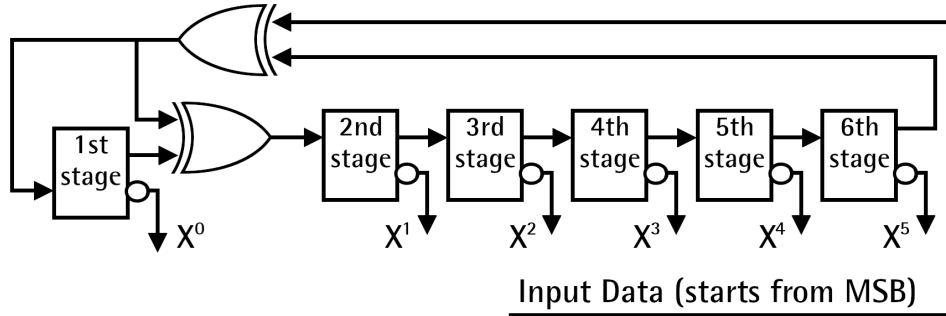 1st
stage
2nd
stage
3rd
stage
4th
stage
5th
stage
6th
stage
X⁰
X¹
X²
X³
X⁴
X⁵
Input Data (starts from MSB)